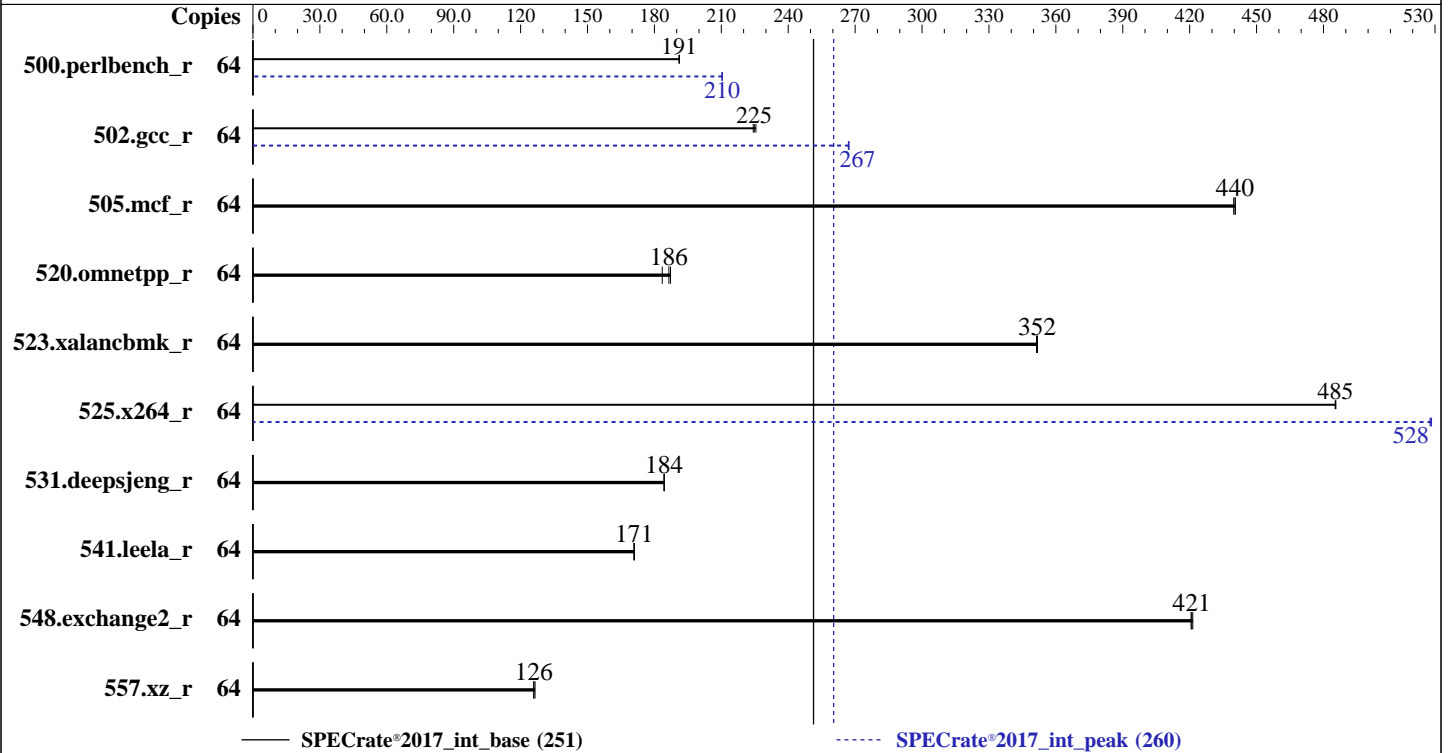 Copies 0 30.0 60.0 90.0 120 150 180 210 240 270 300 330 360 390 420 450 480 530
191
500.perlbench_r 64
210
225
502.gcc_r 64
267
440
505.mcf_r 64
186
520.omnetpp_r 64
352
523.xalancbmk_r 64
485
525.x264_r 64
528
184
531.deepsjeng_r 64
171
541.leela_r 64
421
548.exchange2_r 64
126
557.xz_r 64
SPECrate®2017_int_base (251) SPECrate®2017_int_peak (260)